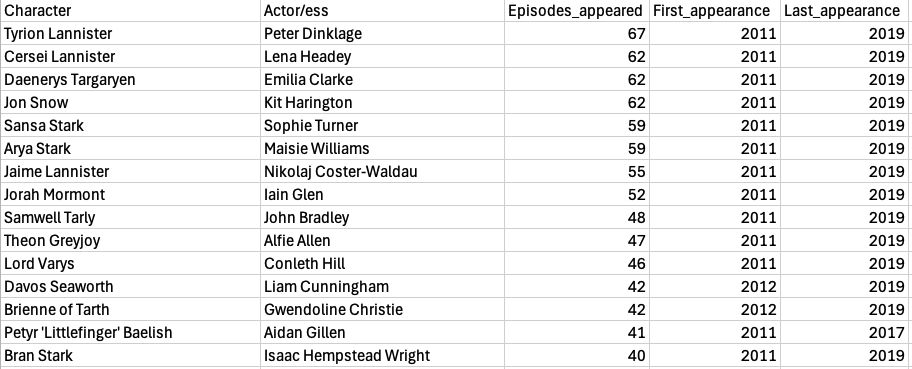 Character Actor/ess Episodes_appeared First_appearance Last_appearance
Tyrion Lannister Peter Dinklage 67 2011 2019
Cersei Lannister Lena Headey 62 2011 2019
Daenerys Targaryen Emilia Clarke 62 2011 2019
Jon Snow Kit Harington 62 2011 2019
Sansa Stark Sophie Turner 59 2011 2019
Arya Stark Maisie Williams 59 2011 2019
Jaime Lannister Nikolaj Coster-Waldau 55 2011 2019
Jorah Mormont Iain Glen 52 2011 2019
Samwell Tarly John Bradley 48 2011 2019
Theon Greyjoy Alfie Allen 47 2011 2019
Lord Varys Conleth Hill 46 2011 2019
Davos Seaworth Liam Cunningham 42 2012 2019
Brienne of Tarth Gwendoline Christie 42 2012 2019
Petyr 'Littlefinger' Baelish Aidan Gillen 41 2011 2017
Bran Stark Isaac Hempstead Wright 40 2011 2019